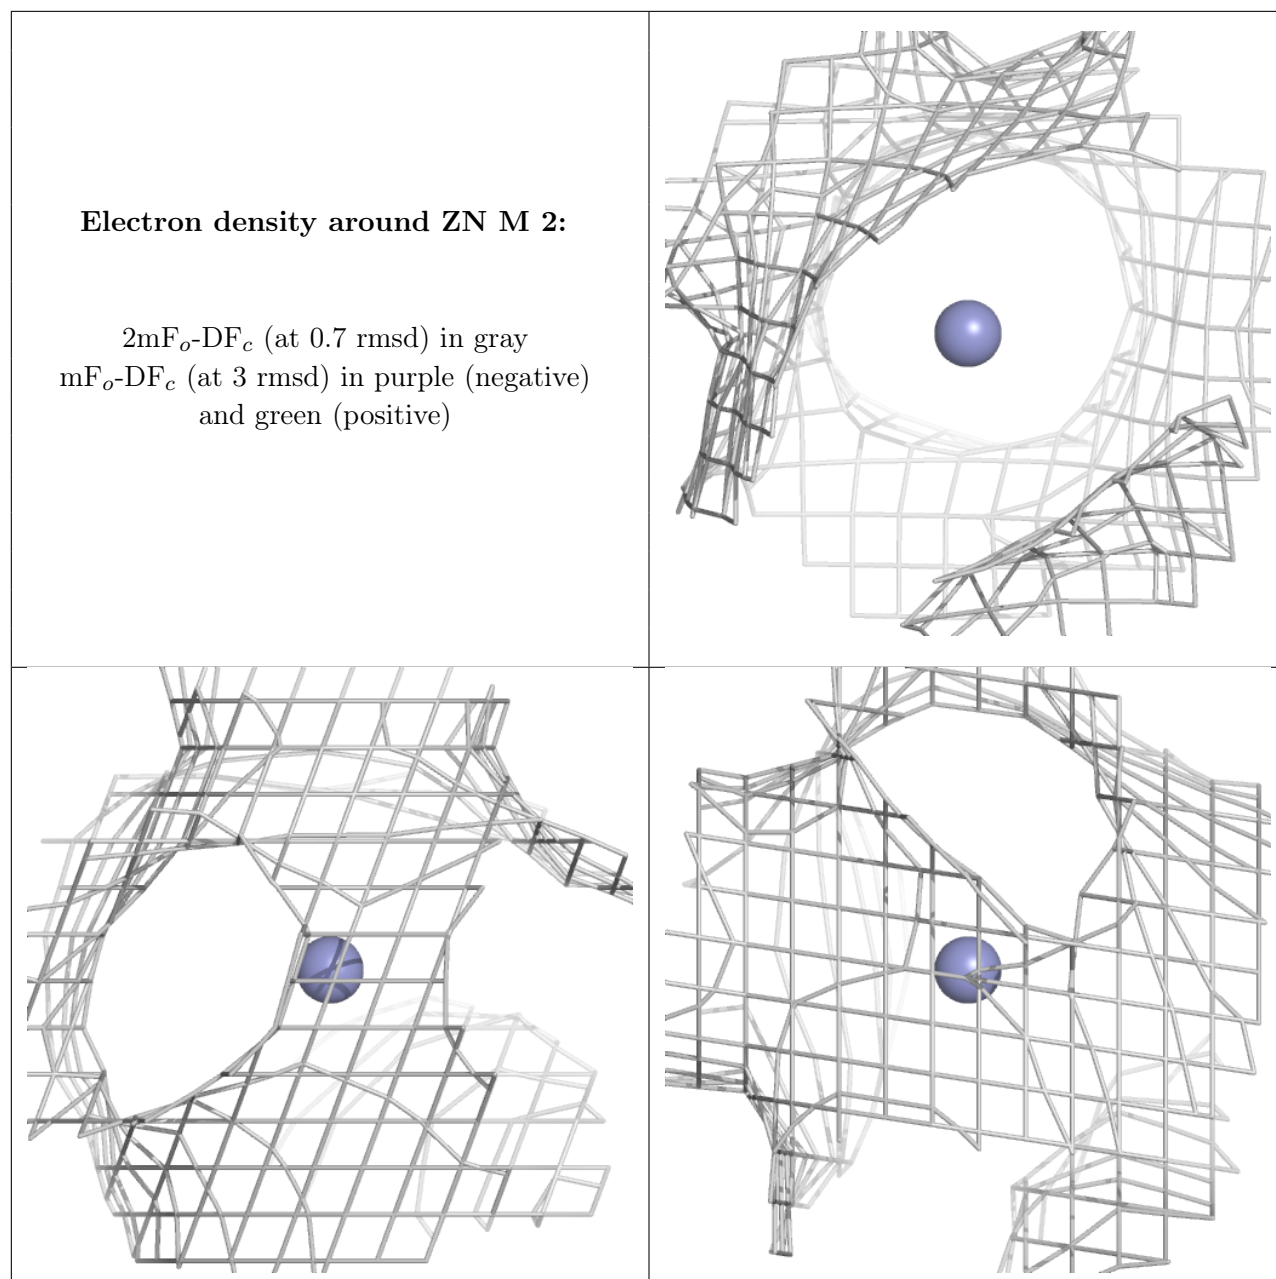 Electron density around ZN M 2:
2mFₒ-DF𝒸 (at 0.7 rmsd) in gray
mFₒ-DF𝒸 (at 3 rmsd) in purple (negative)
and green (positive)